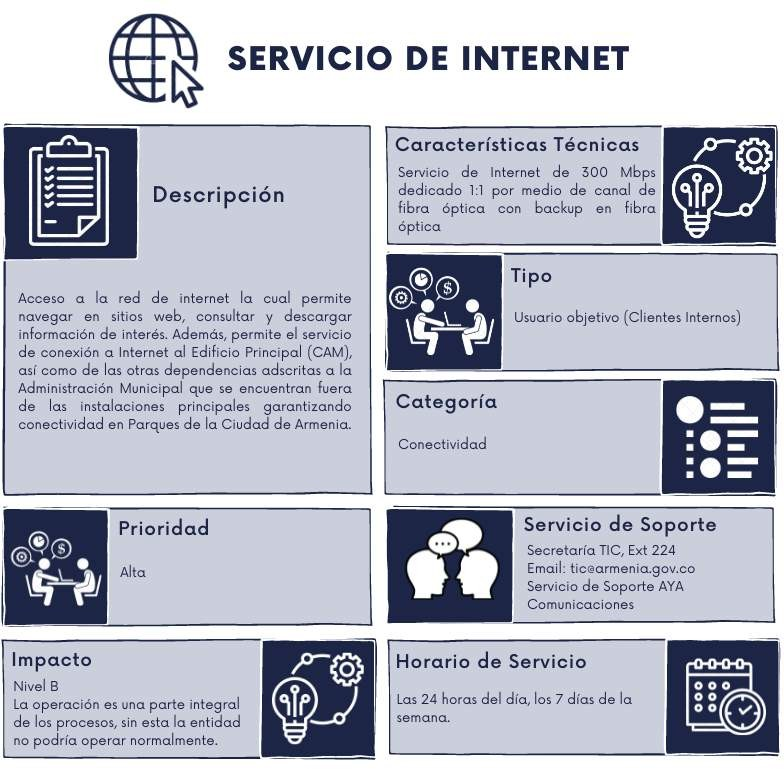 SERVICIO DE INTERNET
Descripción
Acceso a la red de internet la cual permite
navegar en sitios web, consultar y descargar
información de interés. Además, permite el servicio
de conexión a Internet al Edificio Principal (CAM),
así como de las otras dependencias adscritas a la
Administración Municipal que se encuentran fuera
de las instalaciones principales garantizando
conectividad en Parques de la Ciudad de Armenia.
Características Técnicas
Servicio de Internet de 300 Mbps
dedicado 1:1 por medio de canal de
fibra óptica con backup en fibra
óptica
Tipo
Usuario objetivo (Clientes Internos)
Categoría
Conectividad
Prioridad
Alta
Servicio de Soporte
Secretaría TIC, Ext 224
Email: tic@armenia.gov.co
Servicio de Soporte AYA
Comunicaciones
Impacto
Nivel B
La operación es una parte integral
de los procesos, sin esta la entidad
no podría operar normalmente.
Horario de Servicio
Las 24 horas del día, los 7 días de la
semana.